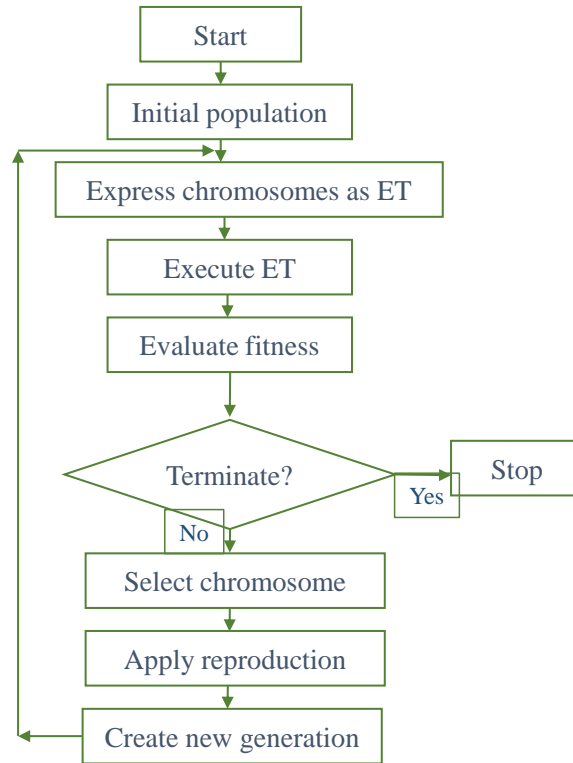 Start
Initial population
Express chromosomes as ET
Execute ET
Evaluate fitness
Terminate?
Stop
Yes
No
Select chromosome
Apply reproduction
Create new generation